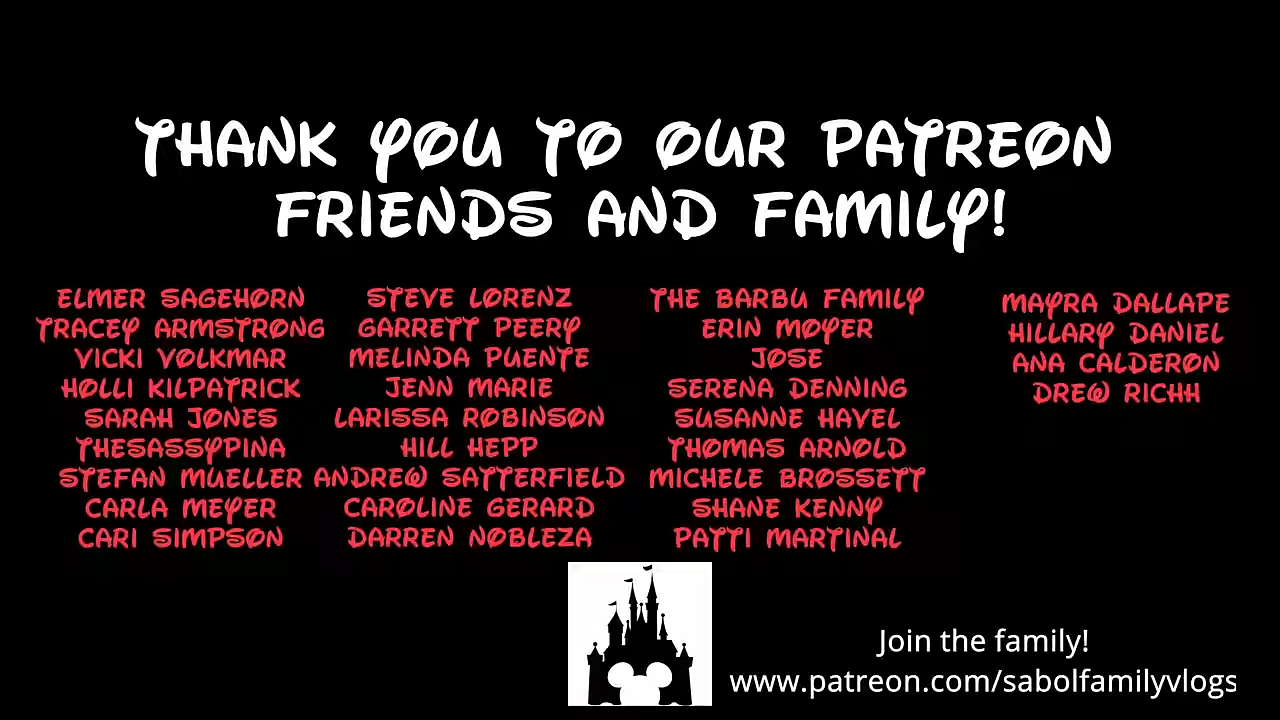 THANK YOU TO OUR PATREON
FRIENDS AND FAMILY!
ELMER SAGEHORN
TRACEY ARMSTRONG
VICKI VOLKMAR
HOLLI KILPATRICK
SARAH JONES
THESASSYPINA
STEFAN MUELLER
CARLA MEYER
CARI SIMPSON
STEVE LORENZ
GARRETT PEERY
MELINDA PUENTE
JENN MARIE
LARISSA ROBINSON
HILL HEPP
ANDREW SATTERFIELD
CAROLINE GERARD
DARREN NOBLEZA
THE BARBU FAMILY
ERIN MOYER
JOSE
SERENA DENNING
SUSANNE HAVEL
THOMAS ARNOLD
MICHELE BROSSETT
SHANE KENNY
PATTI MARTINAL
MAYRA DALLAPE
HILLARY DANIEL
ANA CALDERON
DREW RICHH
Join the family!
www.patreon.com/sabolfamilyvlogs